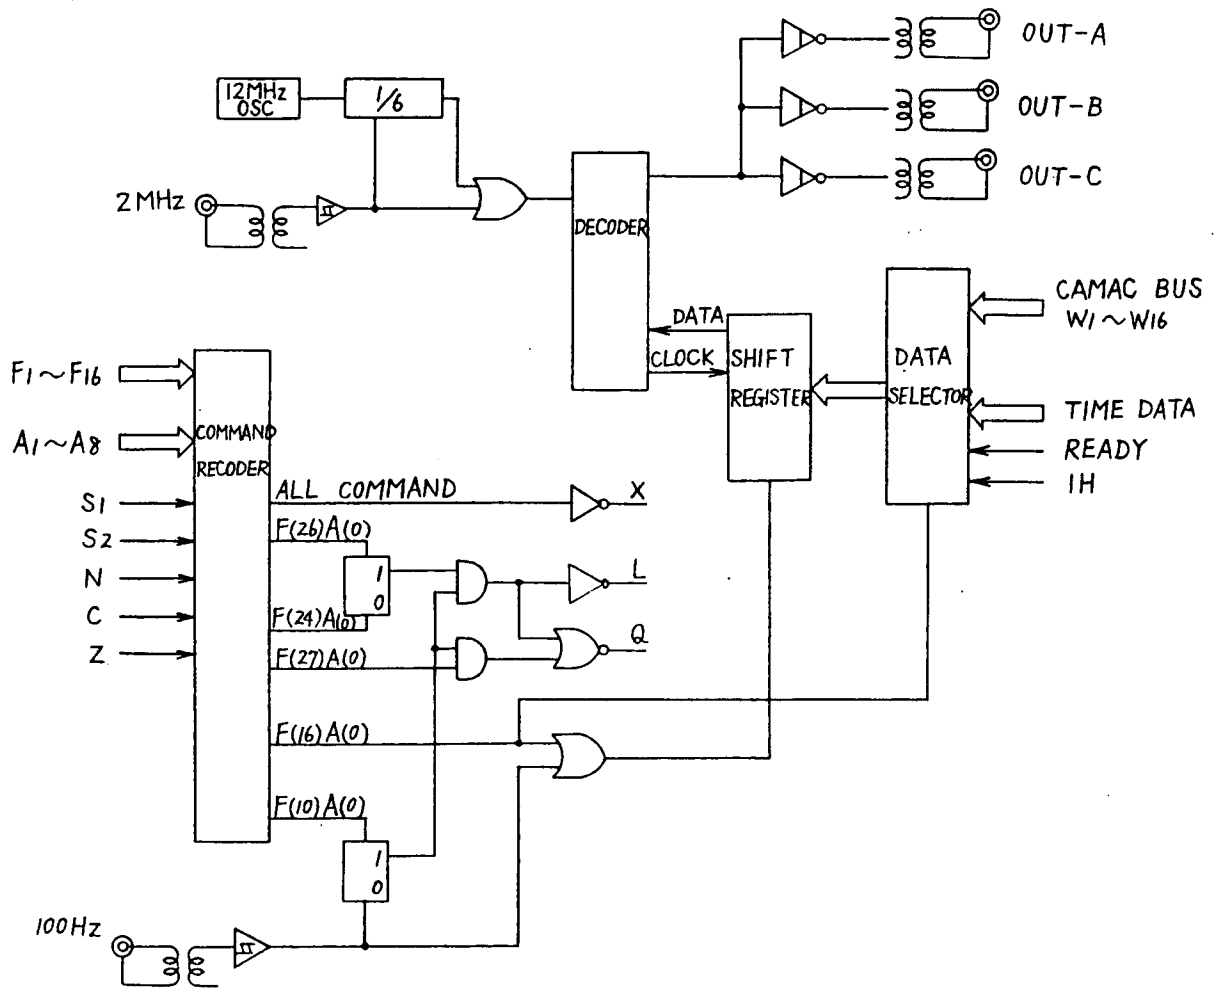 OUT-A
12MHz
OSC
1/6
OUT-B
OUT-C
2MHz
DECODER
CAMAC BUS
W1~W16
DATA
CLOCK
SHIFT
REGISTER
DATA
SELECTOR
TIME DATA
READY
IH
F1~F16
A1~A8
S1
S2
N
C
Z
COMMAND
RECODER
ALL COMMAND
X
F(26)A(0)
1
0
L
F(24)A(0)
Q
F(27)A(0)
F(16)A(0)
F(10)A(0)
1
0
100Hz